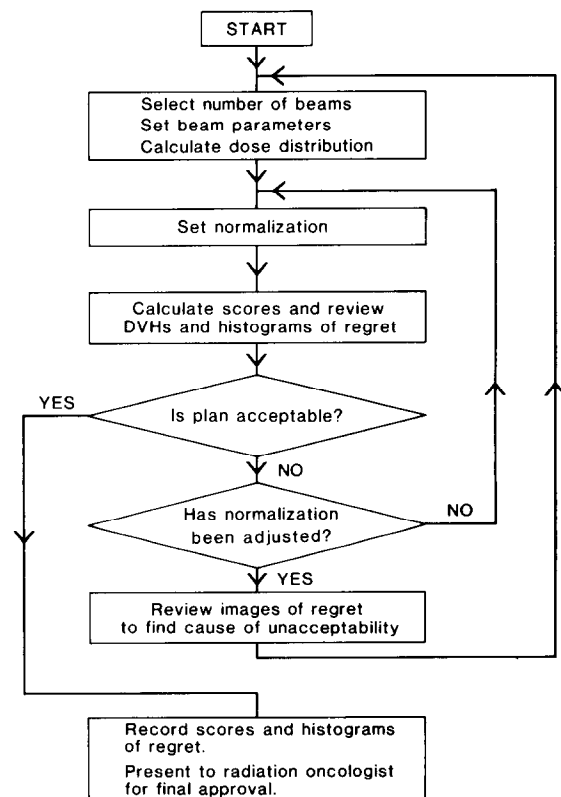 START
Select number of beams
Set beam parameters
Calculate dose distribution
Set normalization
Calculate scores and review
DVHs and histograms of regret
YES
Is plan acceptable?
NO
Has normalization
been adjusted?
NO
YES
Review images of regret
to find cause of unacceptability
Record scores and histograms
of regret.
Present to radiation oncologist
for final approval.